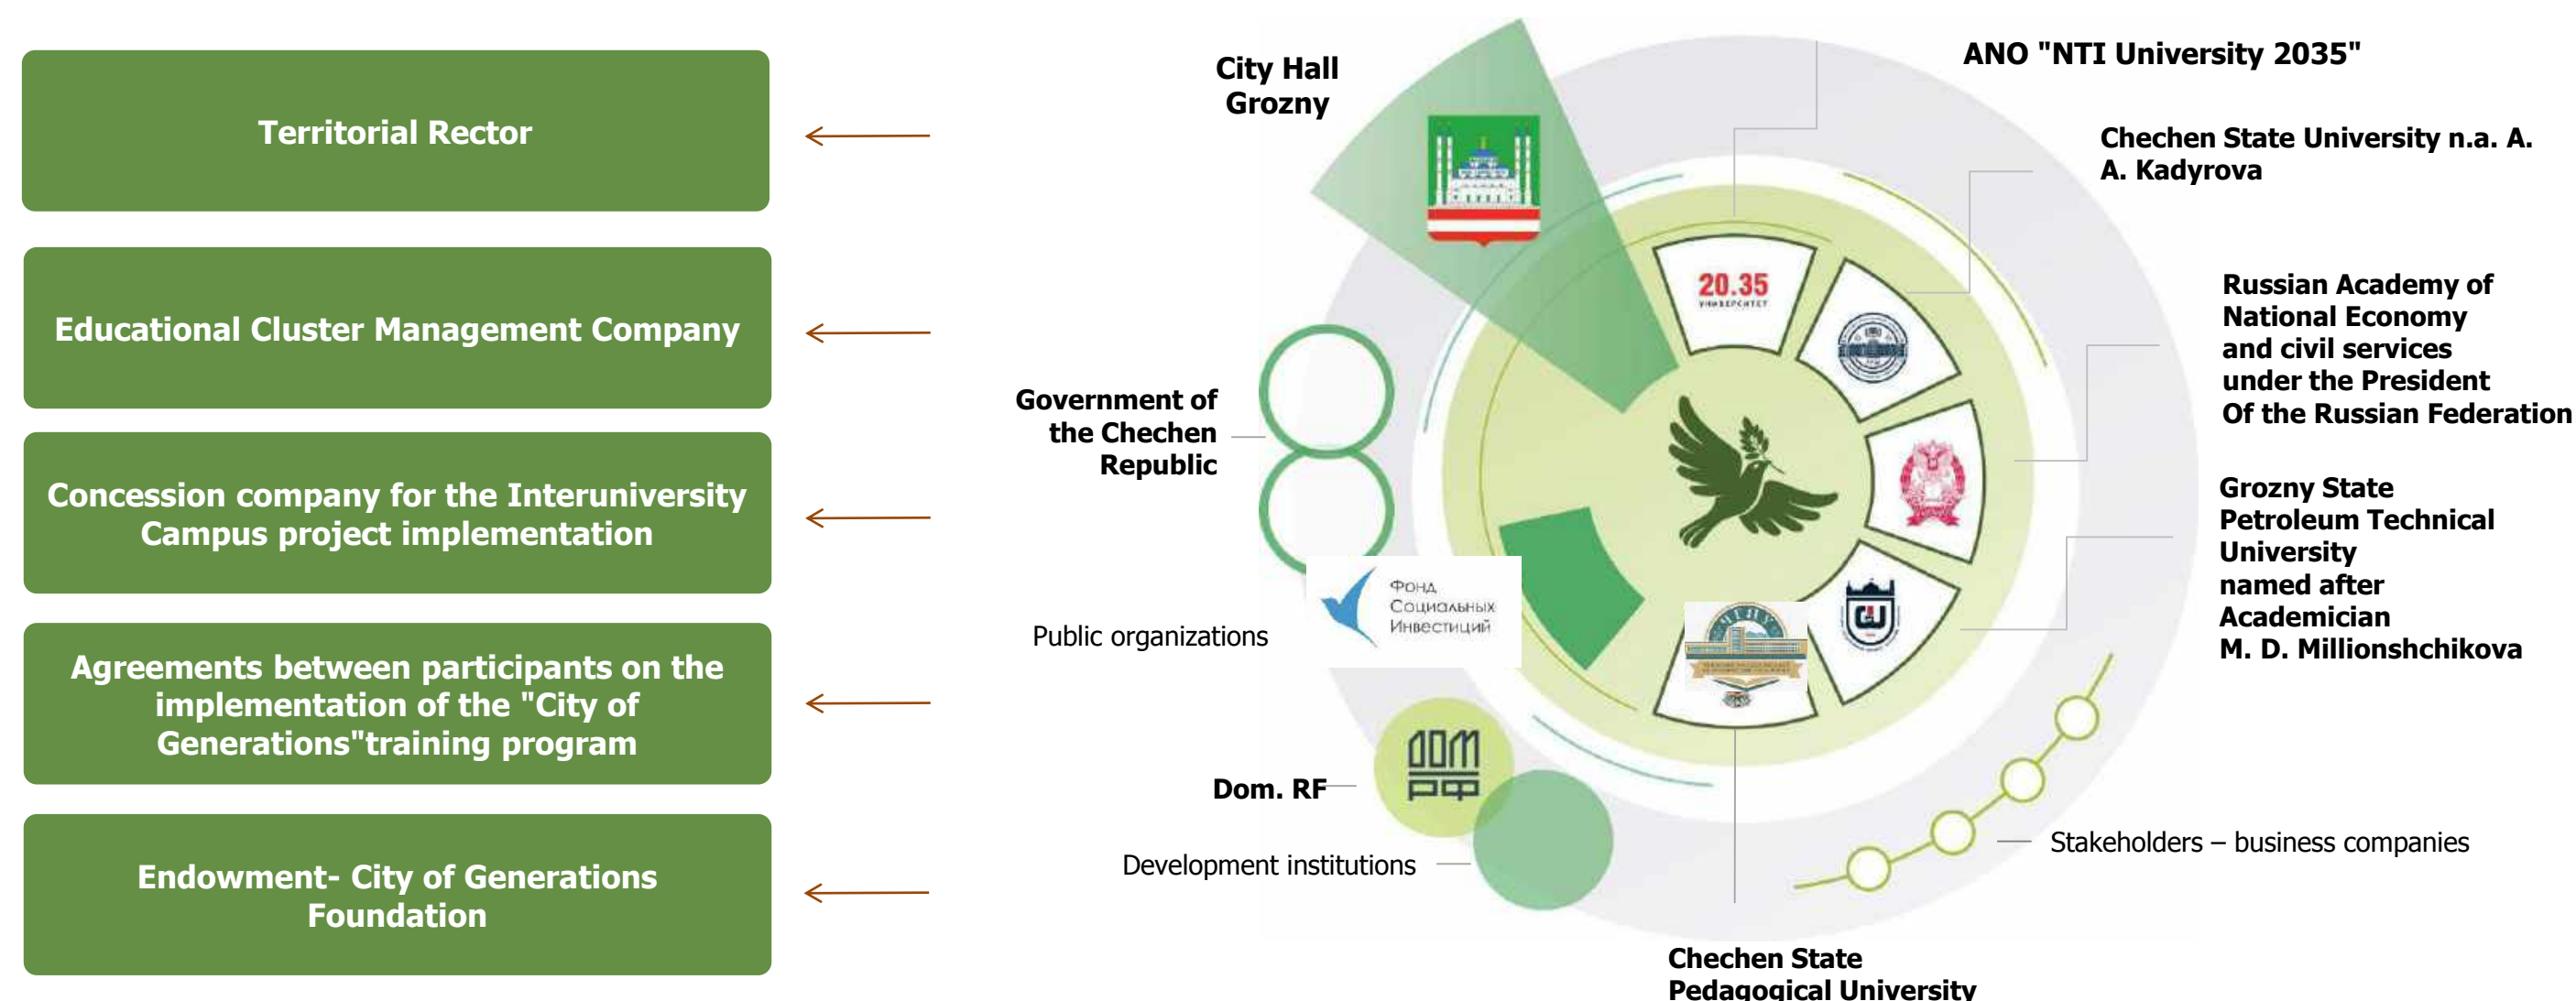 Territorial Rector
Educational Cluster Management Company
Concession company for the Interuniversity
Campus project implementation
Agreements between participants on the
implementation of the "City of
Generations"training program
Endowment- City of Generations
Foundation
City Hall
Grozny
ANO "NTI University 2035"
Chechen State University n.a. A.
A. Kadyrova
Russian Academy of
National Economy
and civil services
under the President
Of the Russian Federation
Grozny State
Petroleum Technical
University
named after
Academician
M. D. Millionshchikova
Government of
the Chechen
Republic
Public organizations
Dom. RF
Development institutions
Stakeholders – business companies
Chechen State
Pedagogical University
20.35
УНИВЕРСИТЕТ
Фонд
Социальных
Инвестиций
ЧГПУ
ДОМ
РФ